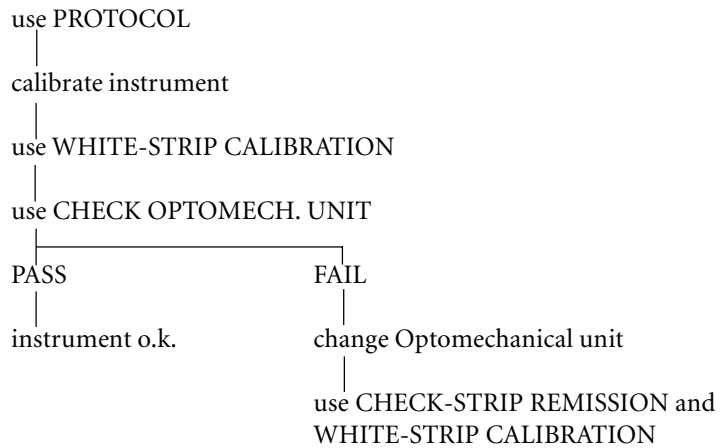 use PROTOCOL
calibrate instrument
use WHITE-STRIP CALIBRATION
use CHECK OPTOMECH. UNIT
PASS
FAIL
instrument o.k.
change Optomechanical unit
use CHECK-STRIP REMISSION and
WHITE-STRIP CALIBRATION